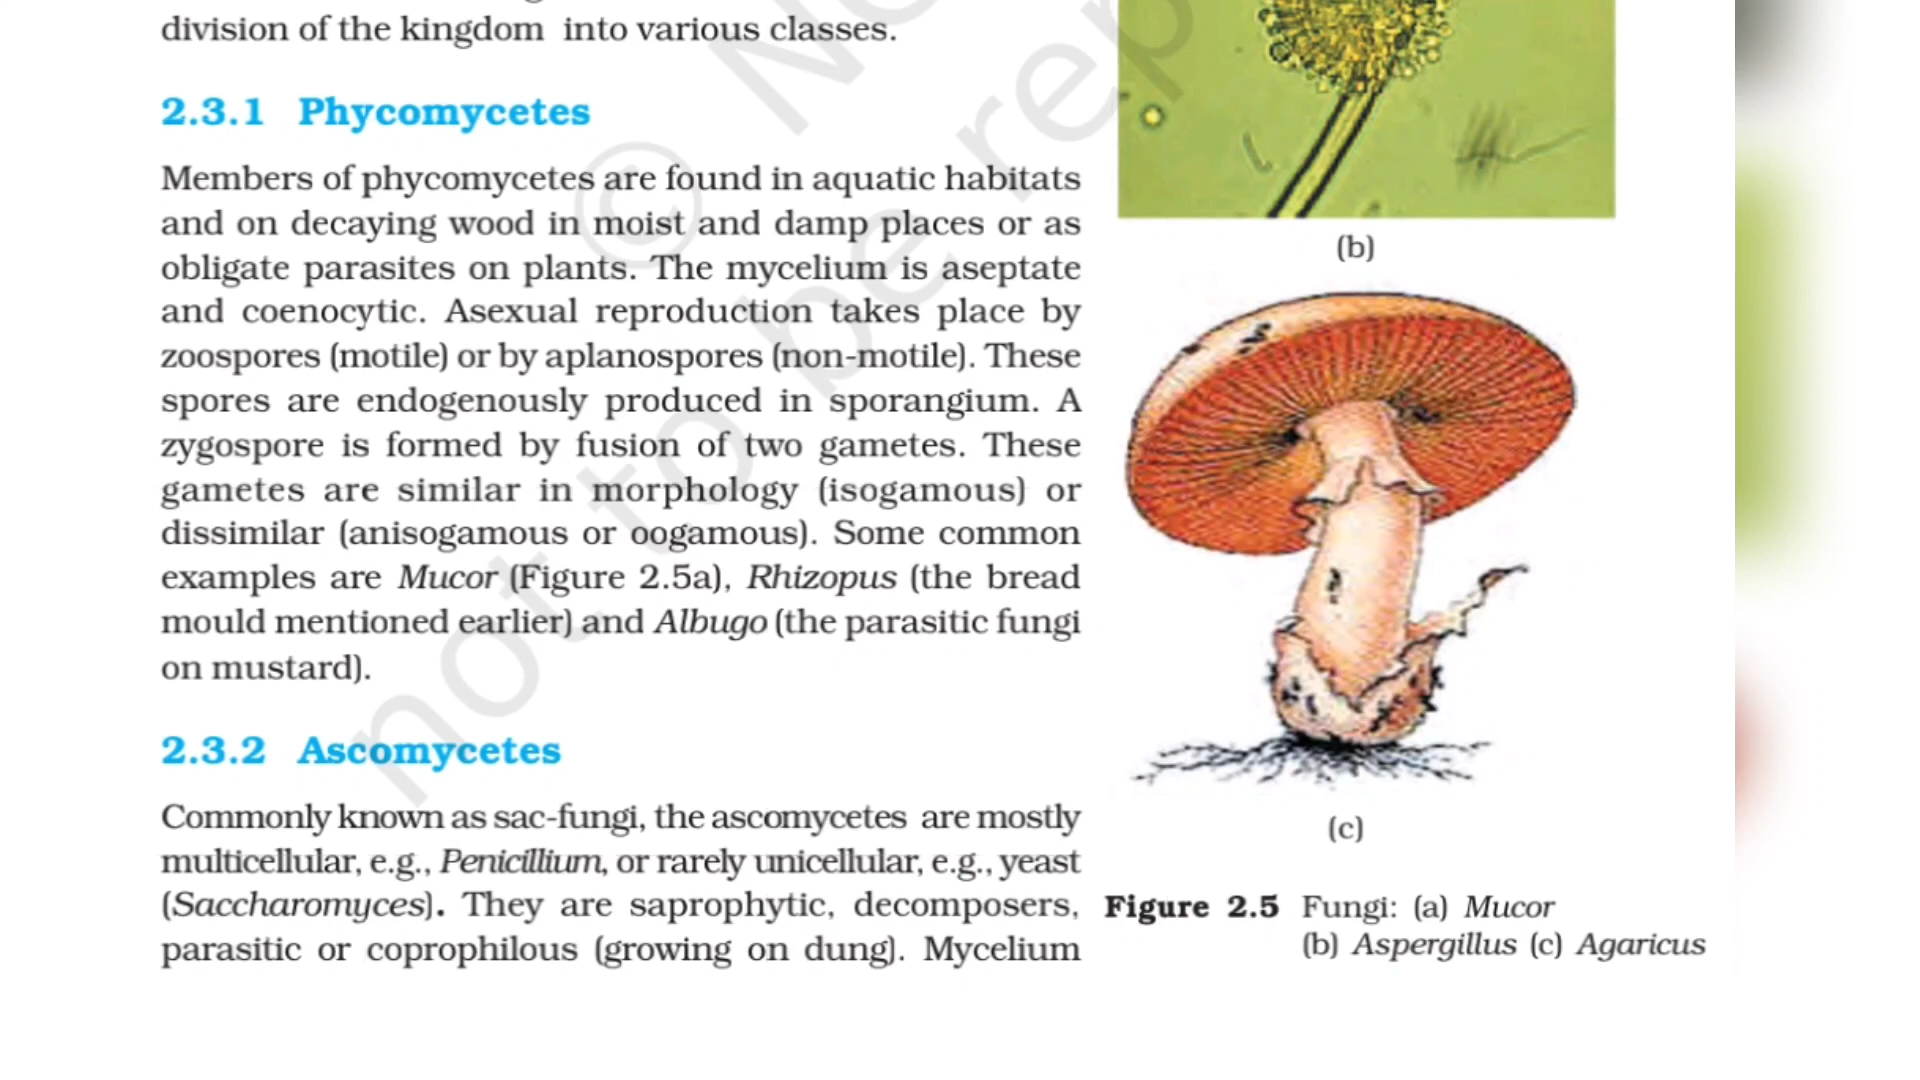 division of the kingdom into various classes.
2.3.1 Phycomycetes
Members of phycomycetes are found in aquatic habitats
and on decaying wood in moist and damp places or as
obligate parasites on plants. The mycelium is aseptate
and coenocytic. Asexual reproduction takes place by
zoospores (motile) or by aplanospores (non-motile). These
spores are endogenously produced in sporangium. A
zygospore is formed by fusion of two gametes. These
gametes are similar in morphology (isogamous) or
dissimilar (anisogamous or oogamous). Some common
examples are Mucor (Figure 2.5a), Rhizopus (the bread
mould mentioned earlier) and Albugo (the parasitic fungi
on mustard).
2.3.2 Ascomycetes
Commonly known as sac-fungi, the ascomycetes are mostly
multicellular, e.g., Penicillium, or rarely unicellular, e.g., yeast
(Saccharomyces). They are saprophytic, decomposers,
parasitic or coprophilous (growing on dung). Mycelium
(b)
(c)
Figure 2.5 Fungi: (a) Mucor
(b) Aspergillus (c) Agaricus
©
not to be